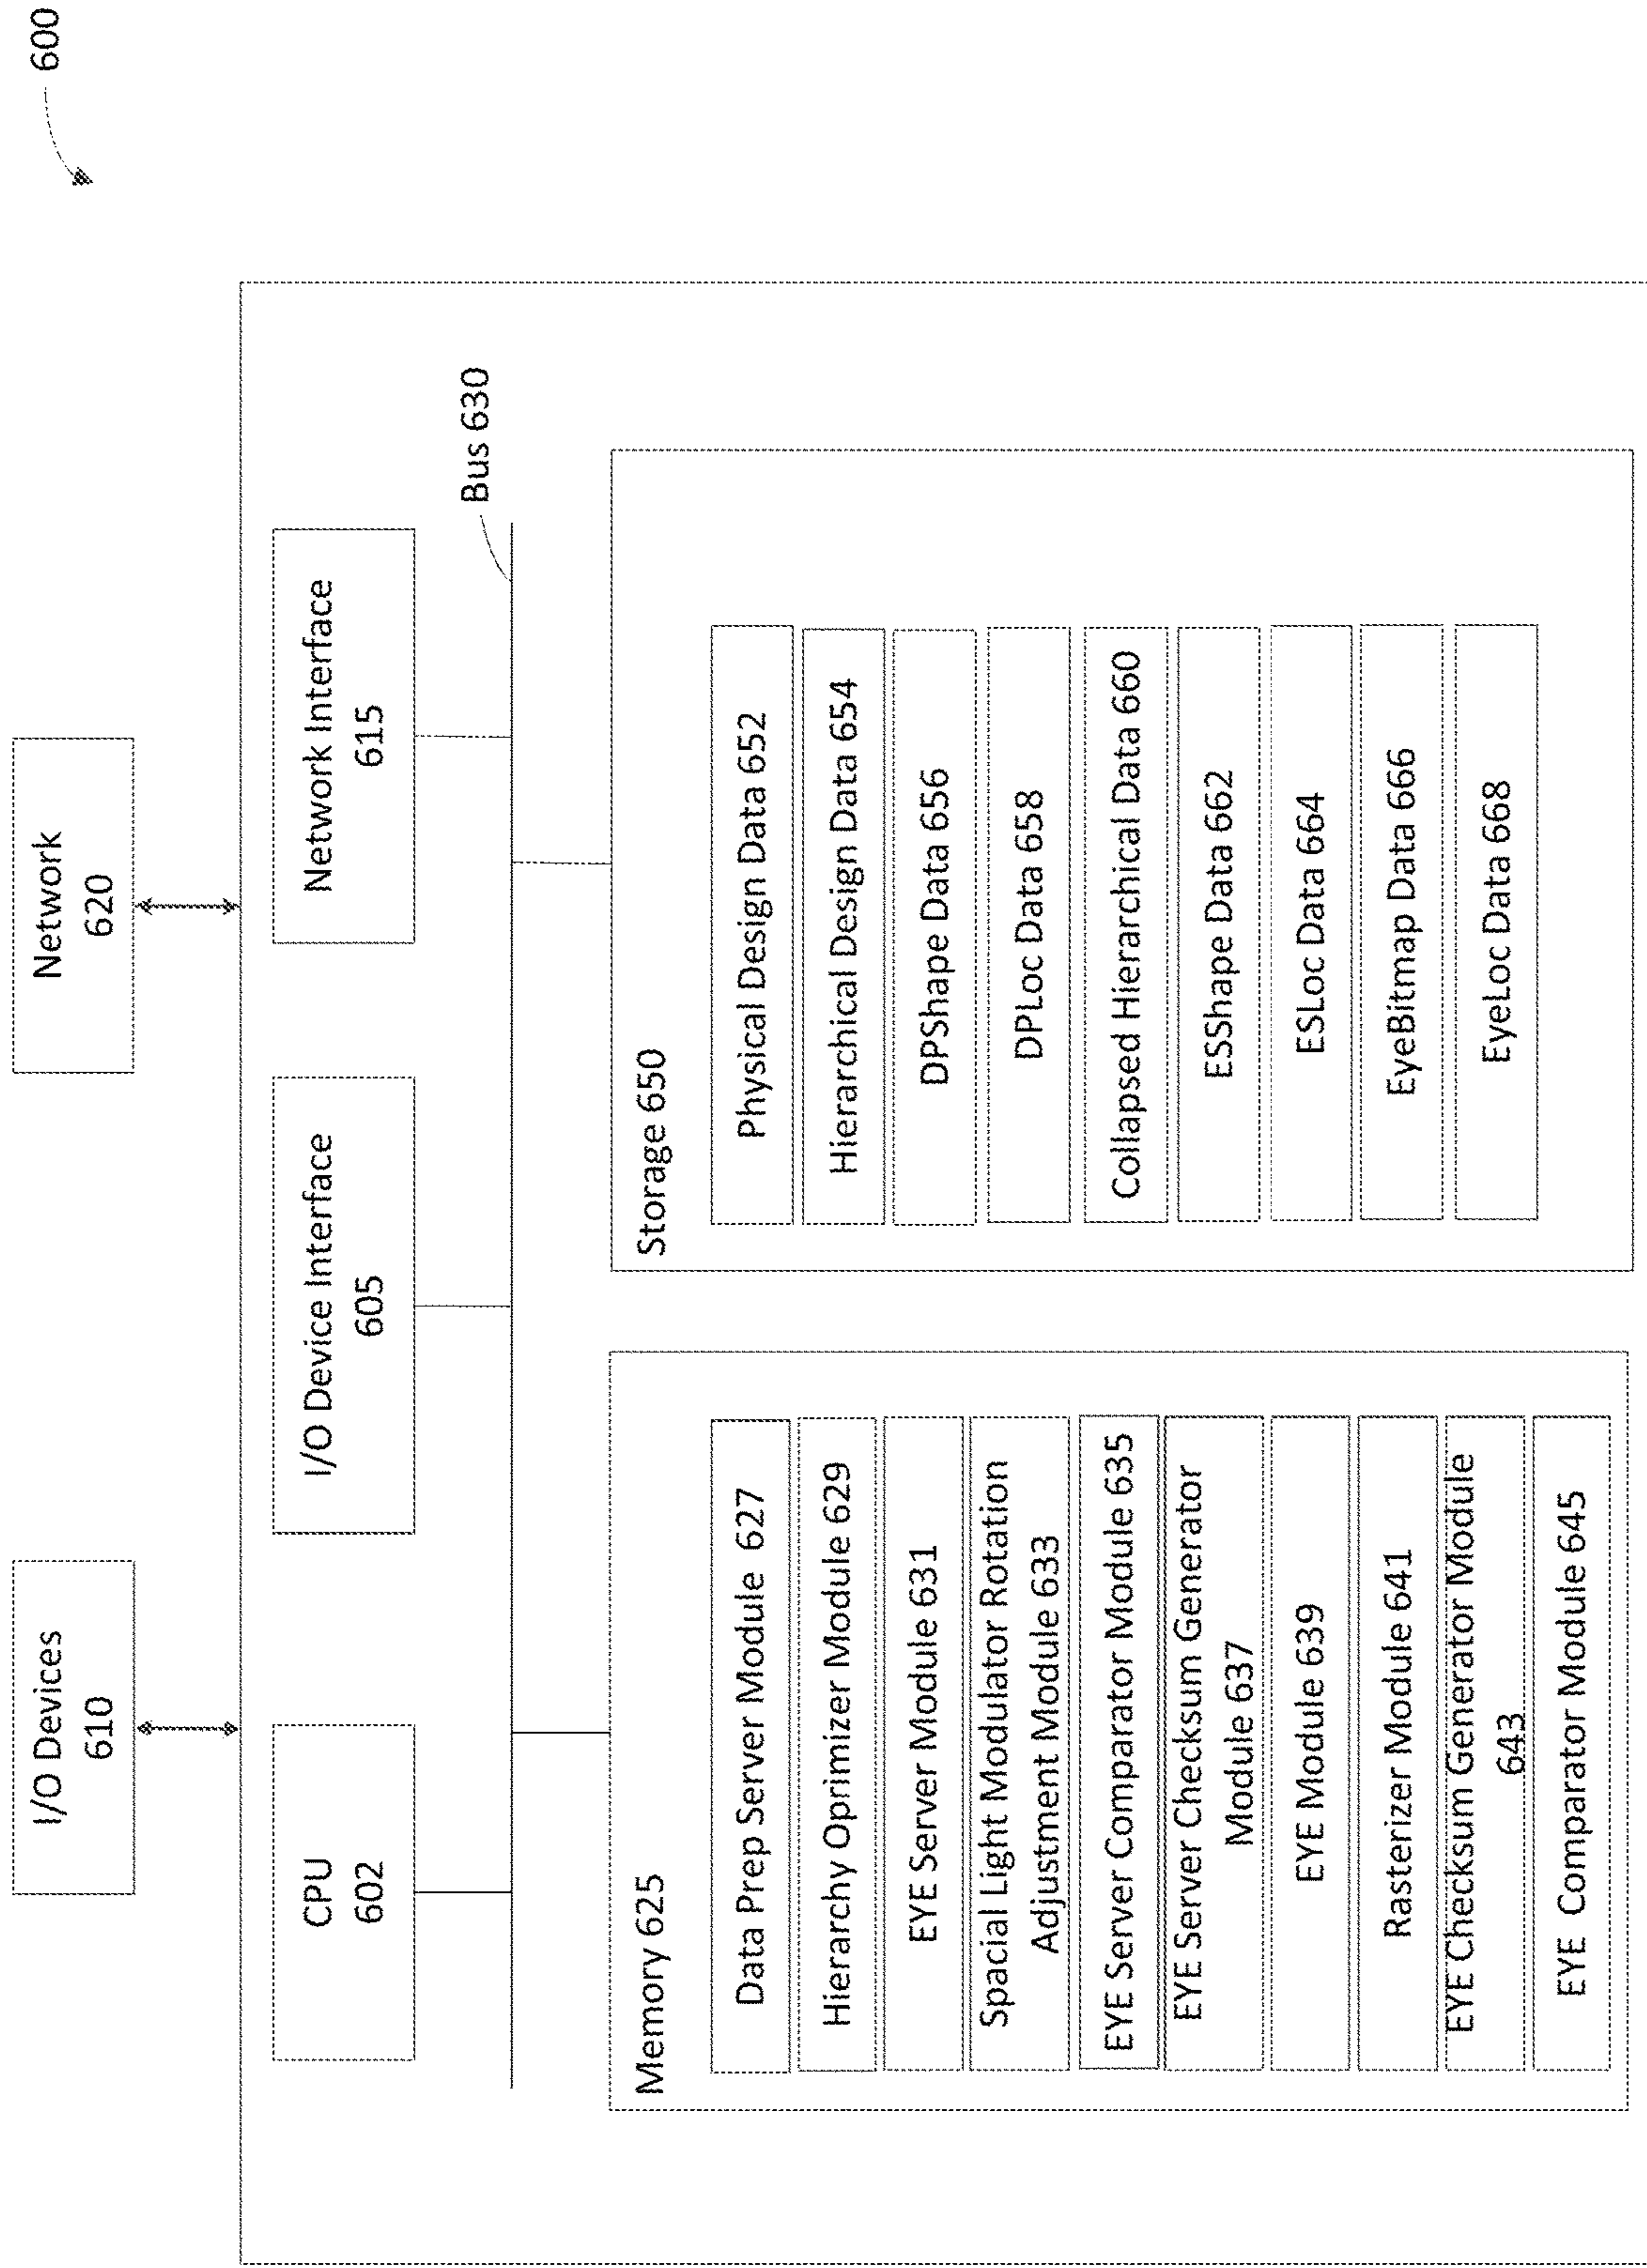 600
I/O Devices
610
Network
620
CPU
602
I/O Device Interface
605
Network Interface
615
Bus 630
Memory 625
Data Prep Server Module 627
Hierarchy Oprimizer Module 629
EYE Server Module 631
Spacial Light Modulator Rotation
Adjustment Module 633
EYE Server Comparator Module 635
EYE Server Checksum Generator
Module 637
EYE Module 639
Rasterizer Module 641
EYE Checksum Generator Module
643
EYE Comparator Module 645
Storage 650
Physical Design Data 652
Hierarchical Design Data 654
DPShape Data 656
DPLoc Data 658
Collapsed Hierarchical Data 660
ESShape Data 662
ESLoc Data 664
EyeBitmap Data 666
EyeLoc Data 668